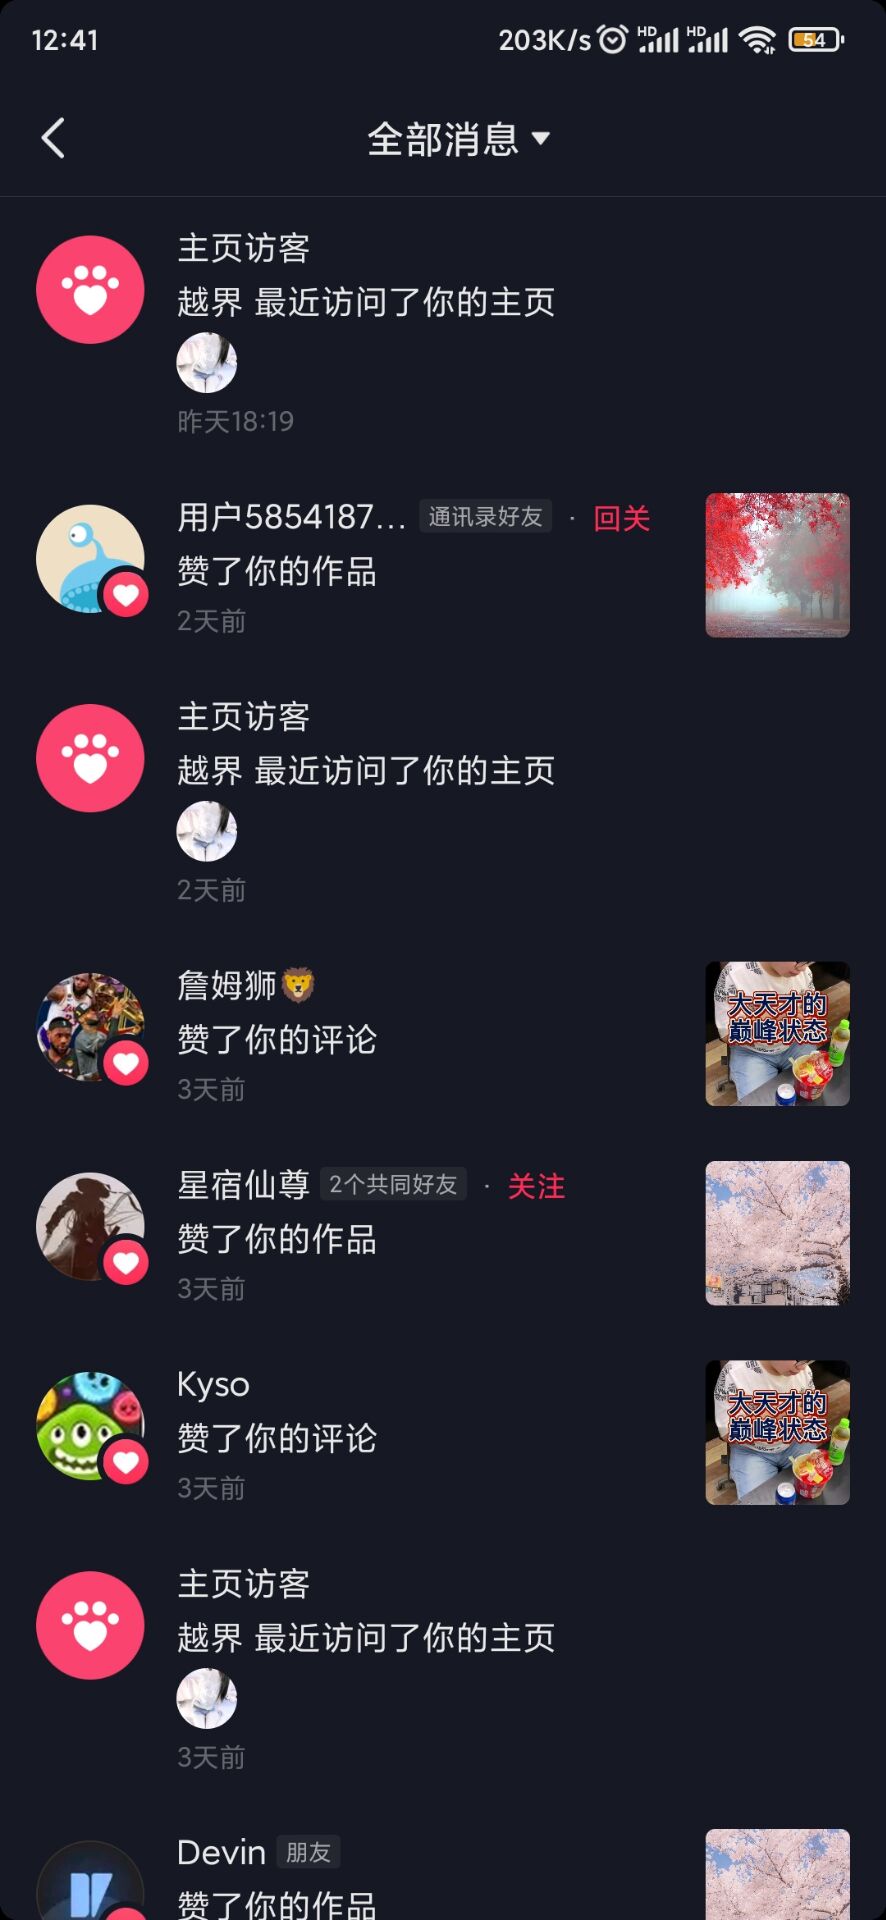 12:41
203K/s HD HD 54
全部消息
主页访客
越界 最近访问了你的主页
昨天18:19
用户5854187... 通讯录好友 · 回关
赞了你的作品
2天前
主页访客
越界 最近访问了你的主页
2天前
詹姆狮🦁
赞了你的评论
3天前
大天才的
巅峰状态
星宿仙尊 2个共同好友 · 关注
赞了你的作品
3天前
Kyso
赞了你的评论
3天前
大天才的
巅峰状态
主页访客
越界 最近访问了你的主页
3天前
Devin 朋友
赞了你的作品